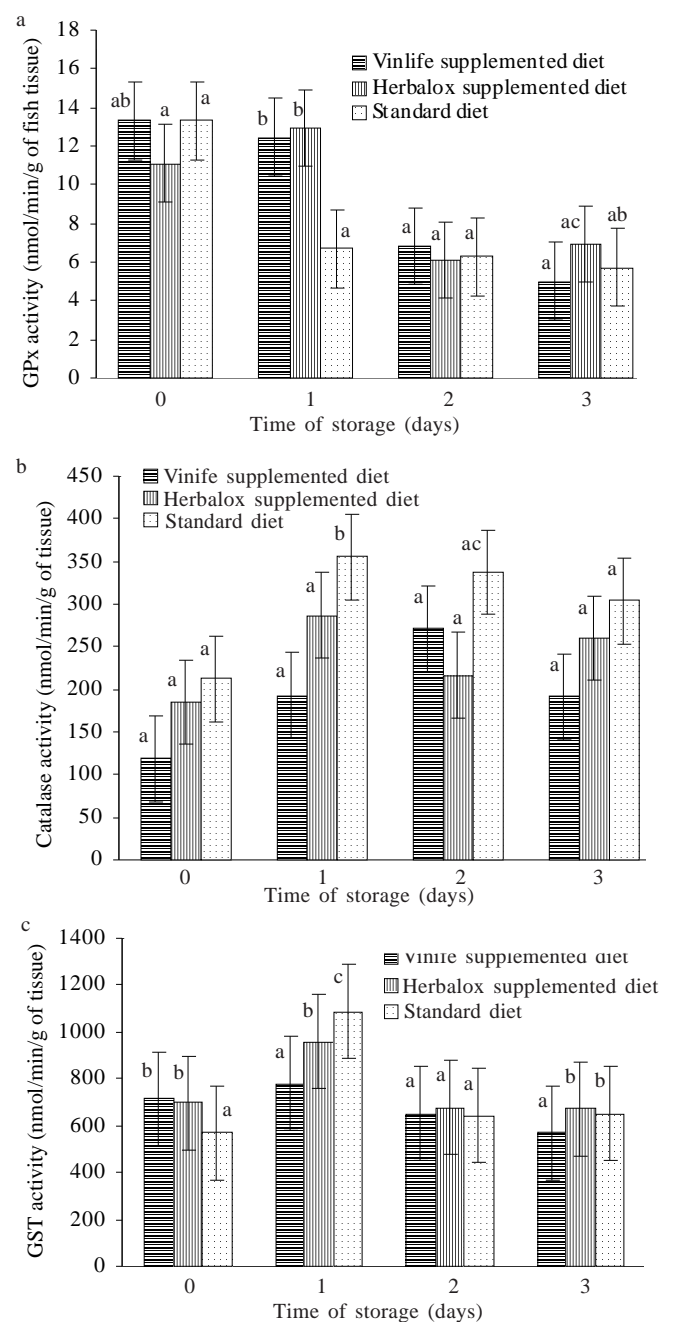 a
18
16
14
12
10
8
6
4
2
0
GPx activity (nmol/min/g of fish tissue)
Vinlife supplemented diet
Herbalox supplemented diet
Standard diet
ab a a
b b a
a a a
a ac ab
0 1 2 3
Time of storage (days)
b
450
400
350
300
250
200
150
100
50
0
Catalase activity (nmol/min/g of tissue)
Vinife supplemented diet
Herbalox supplemented diet
Standard diet
a a a
a a b
a a ac
a a a
0 1 2 3
Time of storage (days)
c
1400
1200
1000
800
600
400
200
0
GST activity (nmol/min/g of tissue)
Vinife supplemented diet
Herbalox supplemented diet
Standard diet
b b a
a b c
a a a
a b b
0 1 2 3
Time of storage (days)